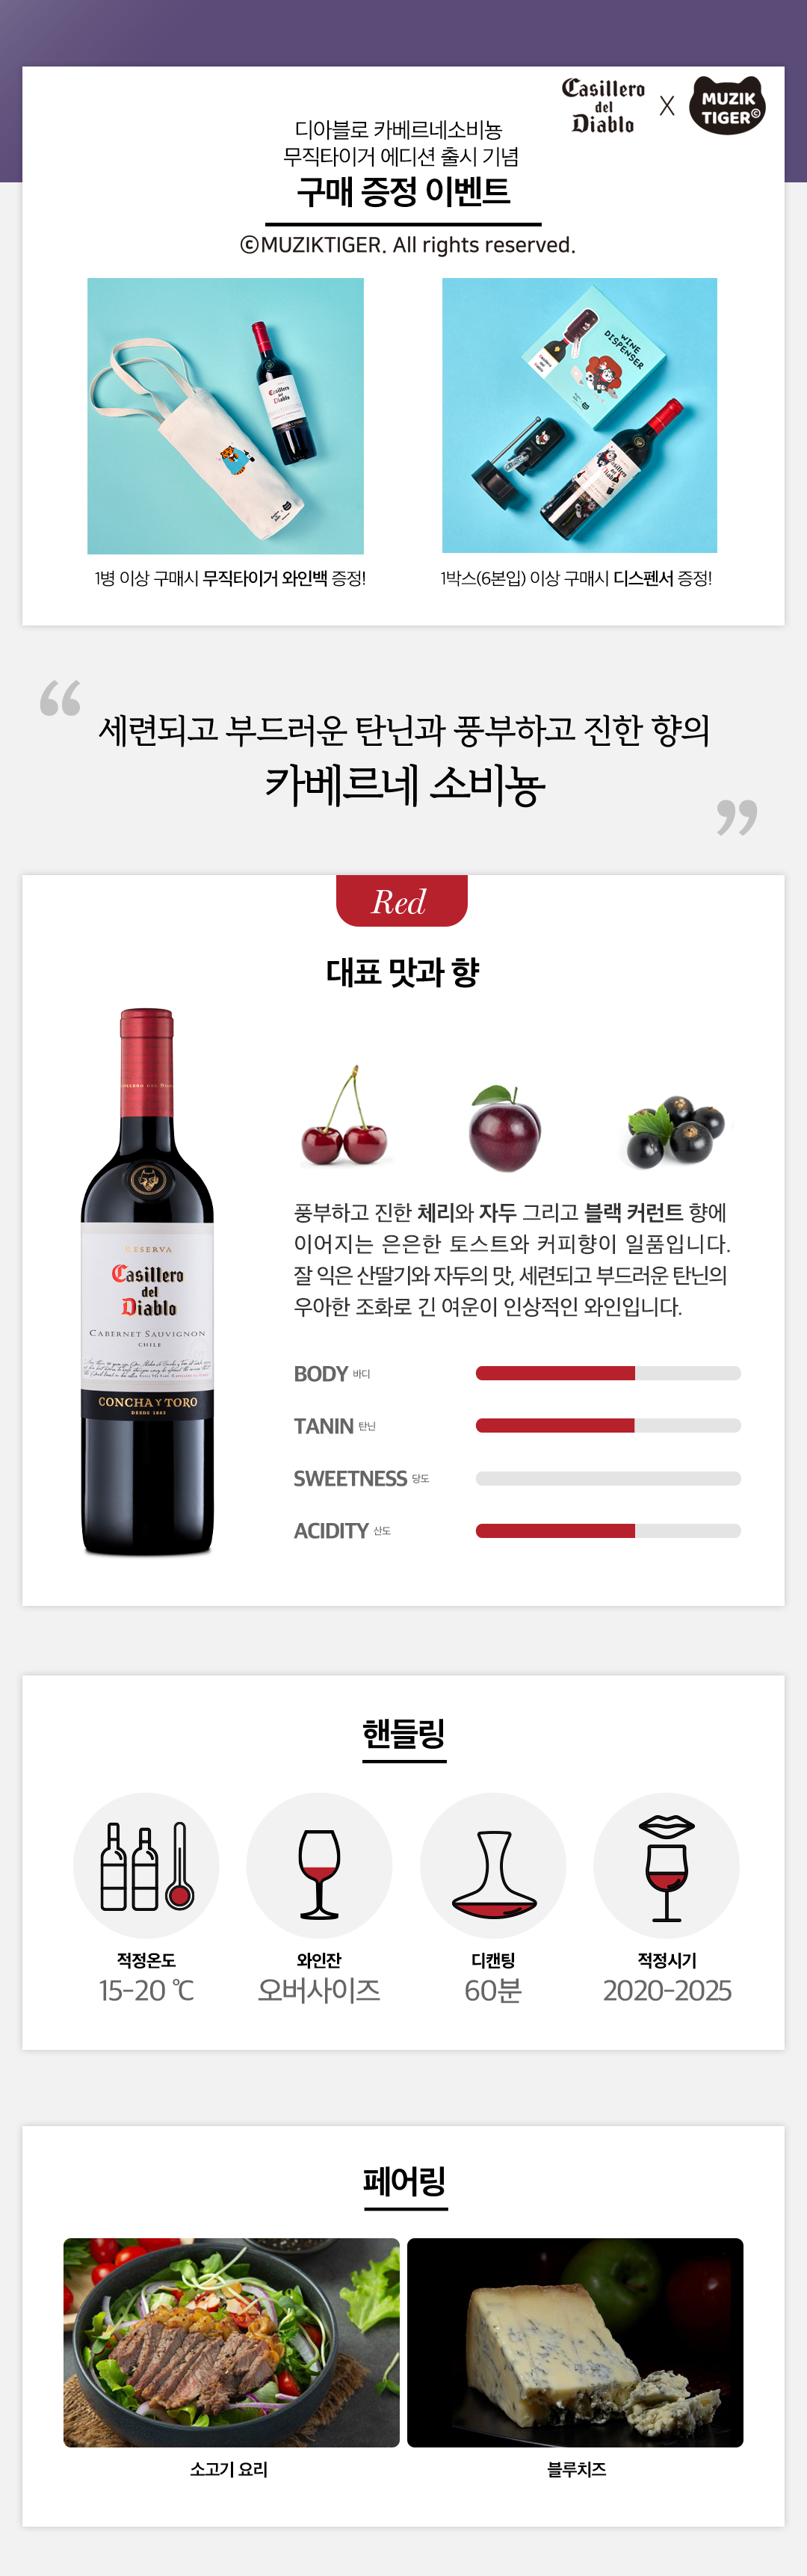 Casillero
del
Diablo
X
MUZIK
TIGER©
디아블로 카베르네소비뇽
무직타이거 에디션 출시 기념
구매 증정 이벤트
©MUZIKTIGER. All rights reserved.
Casillero
del
Diablo
WINE
DISPENSER
Casillero
1병 이상 구매시 무직타이거 와인백 증정!
1박스(6본입) 이상 구매시 디스펜서 증정!
“
세련되고 부드러운 탄닌과 풍부하고 진한 향의
카베르네 소비뇽
”
Red
대표 맛과 향
RESERVA
Casillero
del
Diablo
CABERNET SAUVIGNON
CHILE
CONCHA Y TORO
DESDE 1883
풍부하고 진한 체리와 자두 그리고 블랙 커런트 향에
이어지는 은은한 토스트와 커피향이 일품입니다.
잘 익은 산딸기와 자두의 맛, 세련되고 부드러운 탄닌의
우아한 조화로 긴 여운이 인상적인 와인입니다.
BODY 바디
TANIN 탄닌
SWEETNESS 당도
ACIDITY 산도
핸들링
적정온도
15-20 ℃
와인잔
오버사이즈
디캔팅
60분
적정시기
2020-2025
페어링
소고기 요리
블루치즈